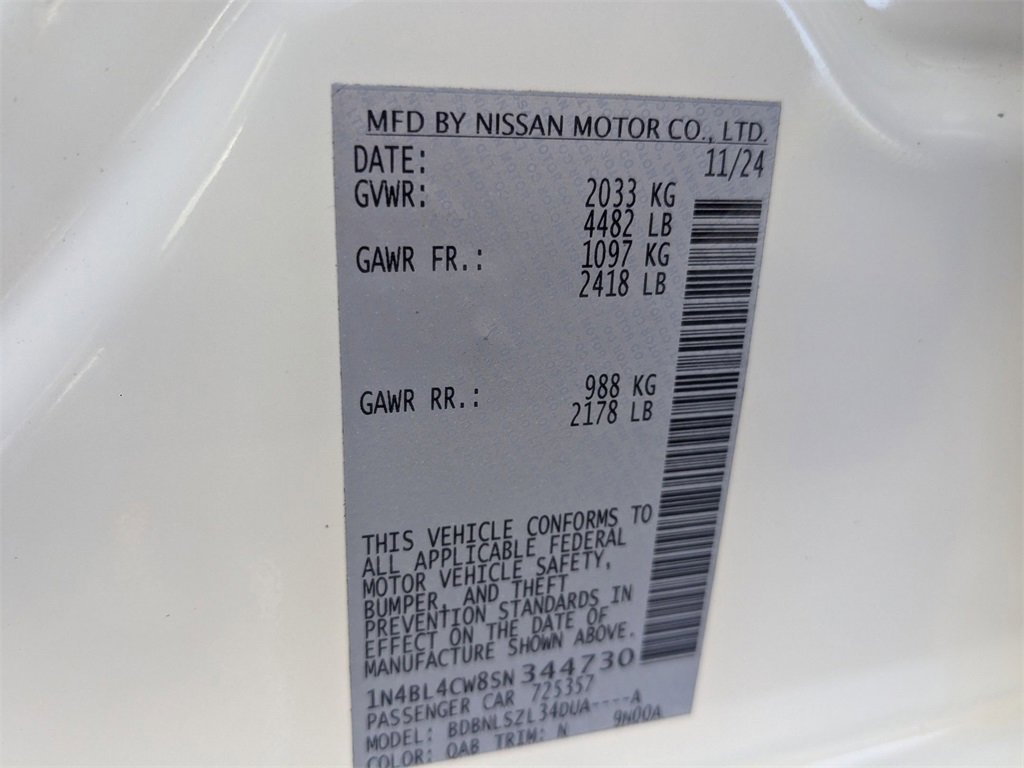 MFD BY NISSAN MOTOR CO., LTD.
DATE: 11/24
GVWR: 2033 KG
4482 LB
GAWR FR.: 1097 KG
2418 LB
GAWR RR.: 988 KG
2178 LB
THIS VEHICLE CONFORMS TO
ALL APPLICABLE FEDERAL
MOTOR VEHICLE SAFETY,
BUMPER, AND THEFT
PREVENTION STANDARDS IN
EFFECT ON THE DATE OF
MANUFACTURE SHOWN ABOVE.
1N4BL4CW8SN344730
PASSENGER CAR 725357
MODEL: BDBNLSZL34DUA----A
COLOR: QAB TRIM: N 9N00A